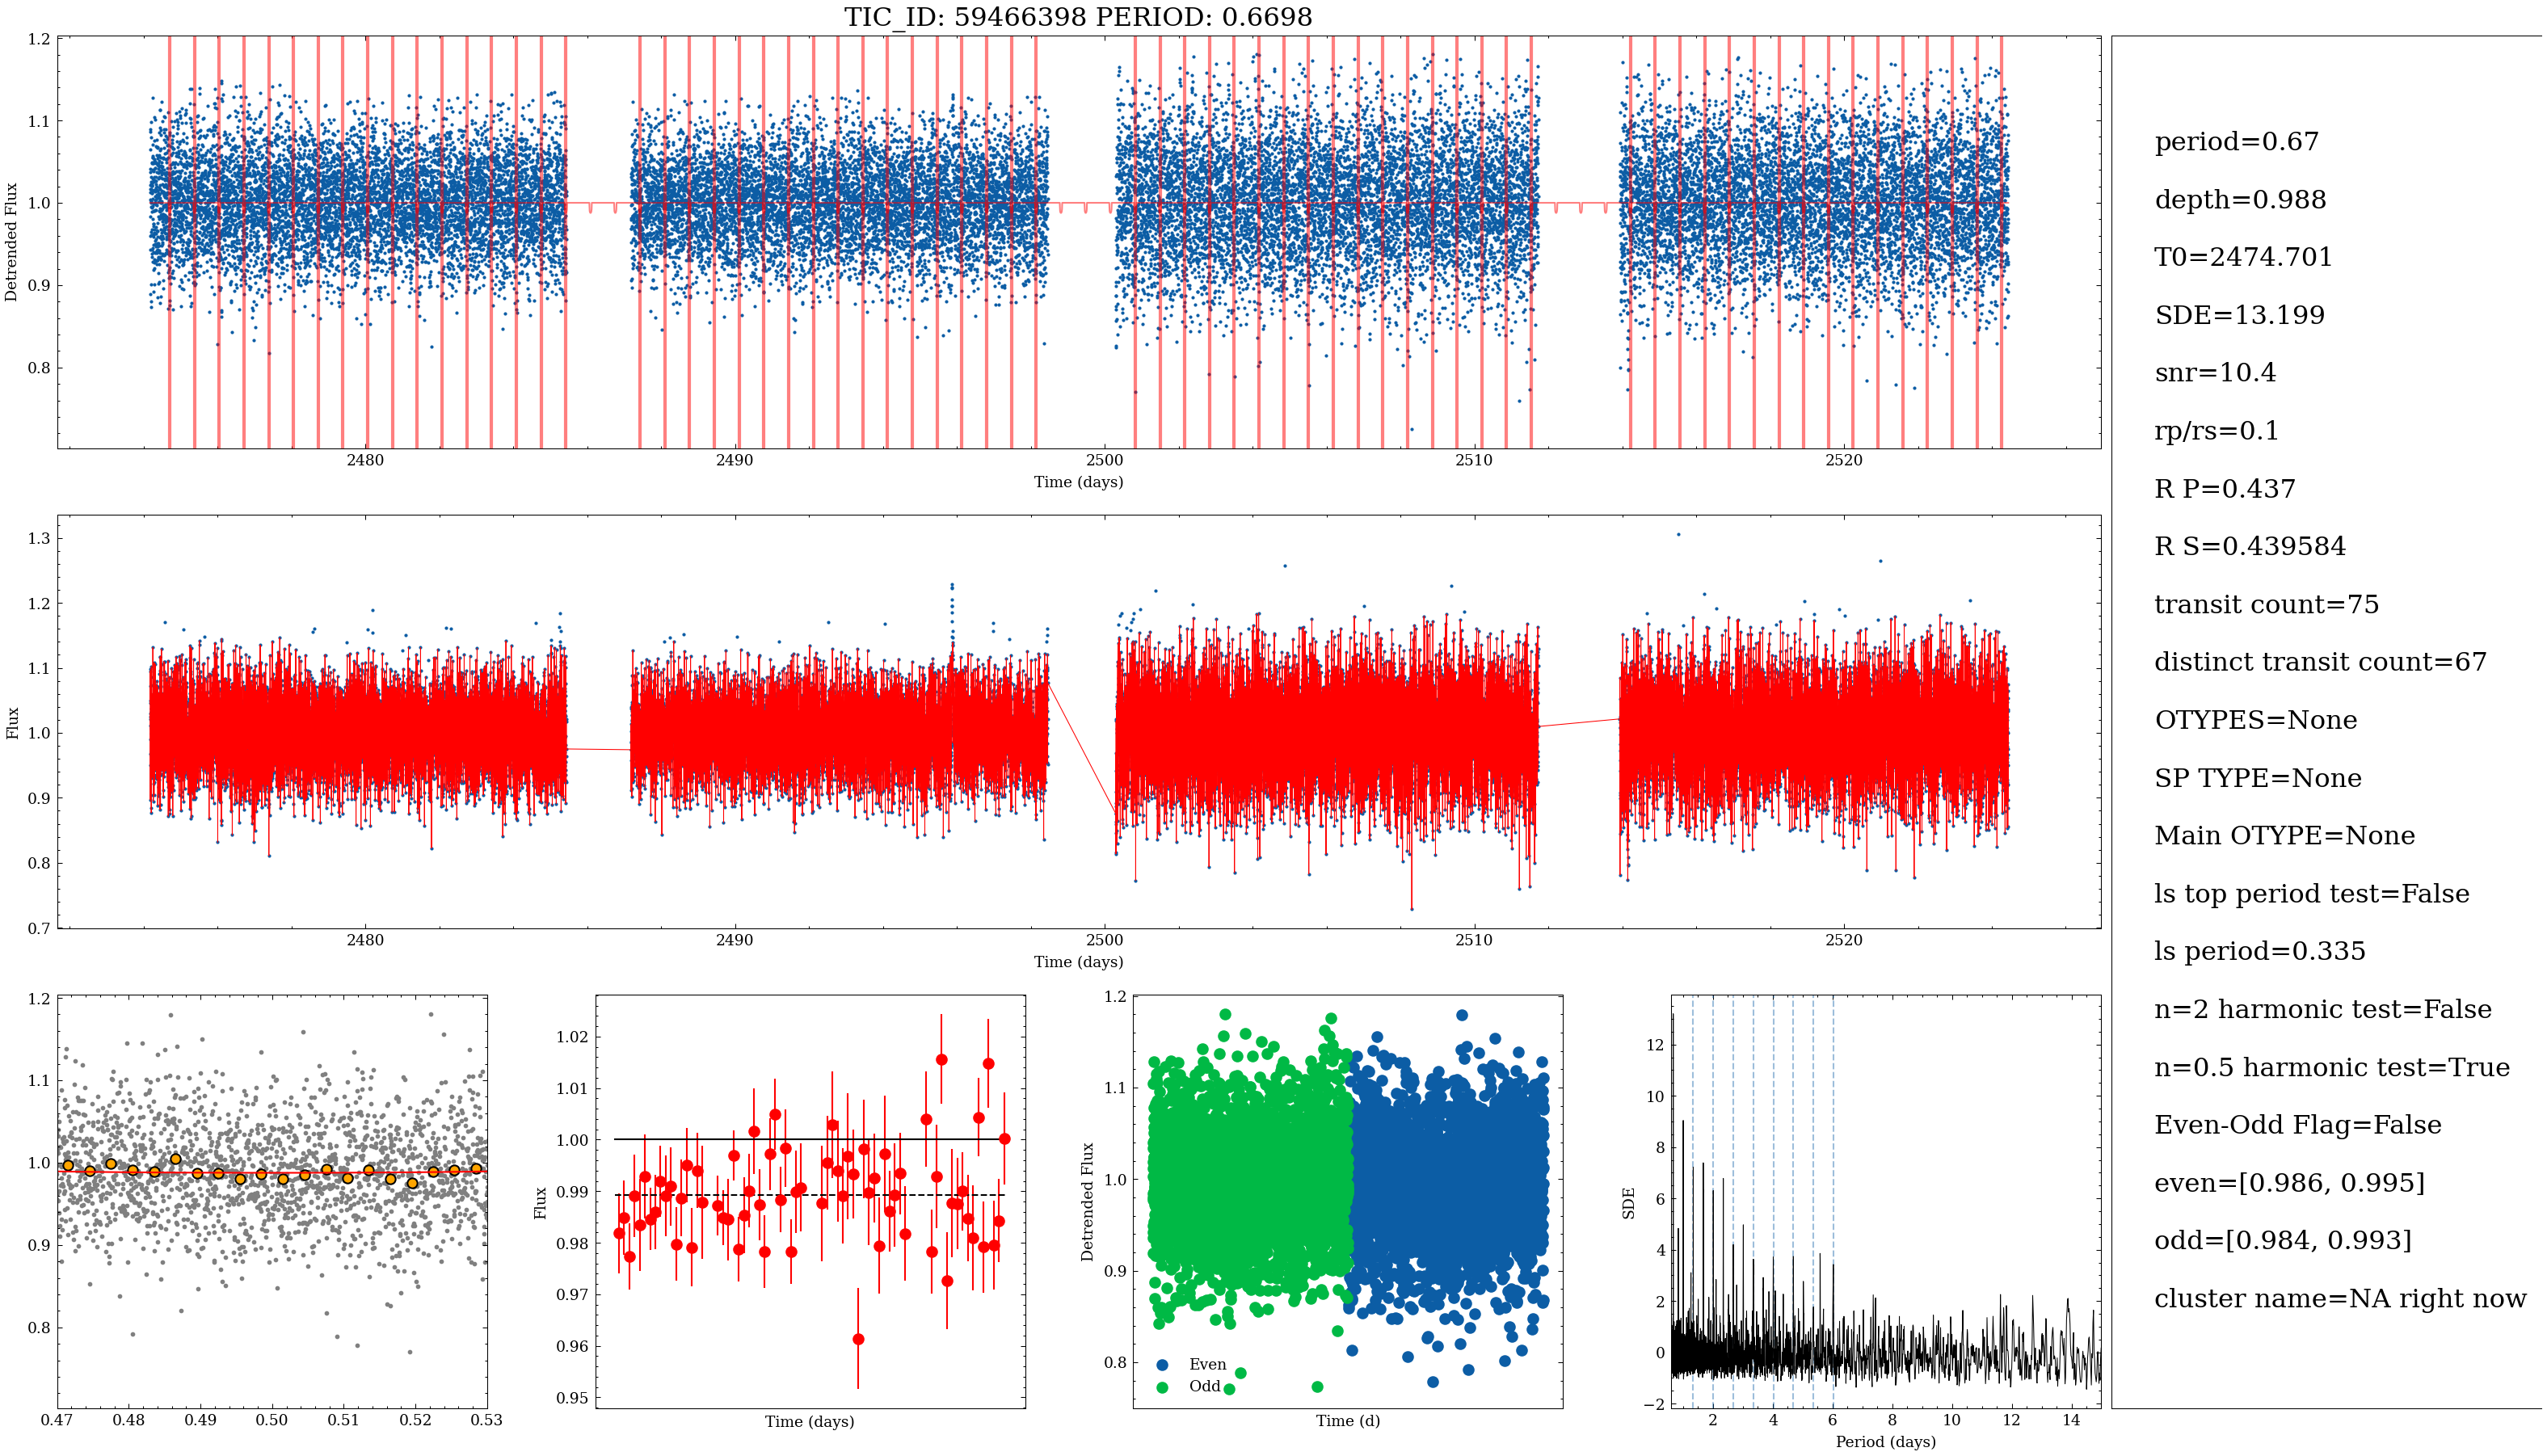 TIC_ID: 59466398 PERIOD: 0.6698
1.2
1.1
1.0
0.9
0.8
Detrended Flux
2480
2490
2500
2510
2520
Time (days)
1.3
1.2
1.1
1.0
0.9
0.8
0.7
Flux
2480
2490
2500
2510
2520
Time (days)
1.2
1.1
1.0
0.9
0.8
0.47
0.48
0.49
0.50
0.51
0.52
0.53
1.02
1.01
1.00
0.99
0.98
0.97
0.96
0.95
Flux
Time (days)
1.2
1.1
1.0
0.9
0.8
Detrended Flux
Even
Odd
Time (d)
12
10
8
6
4
2
0
−2
SDE
2
4
6
8
10
12
14
Period (days)
period=0.67
depth=0.988
T0=2474.701
SDE=13.199
snr=10.4
rp/rs=0.1
R P=0.437
R S=0.439584
transit count=75
distinct transit count=67
OTYPES=None
SP TYPE=None
Main OTYPE=None
ls top period test=False
ls period=0.335
n=2 harmonic test=False
n=0.5 harmonic test=True
Even-Odd Flag=False
even=[0.986, 0.995]
odd=[0.984, 0.993]
cluster name=NA right now